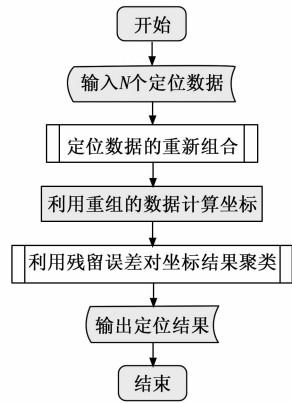 开始
输入N个定位数据
定位数据的重新组合
利用重组的数据计算坐标
利用残留误差对坐标结果聚类
输出定位结果
结束